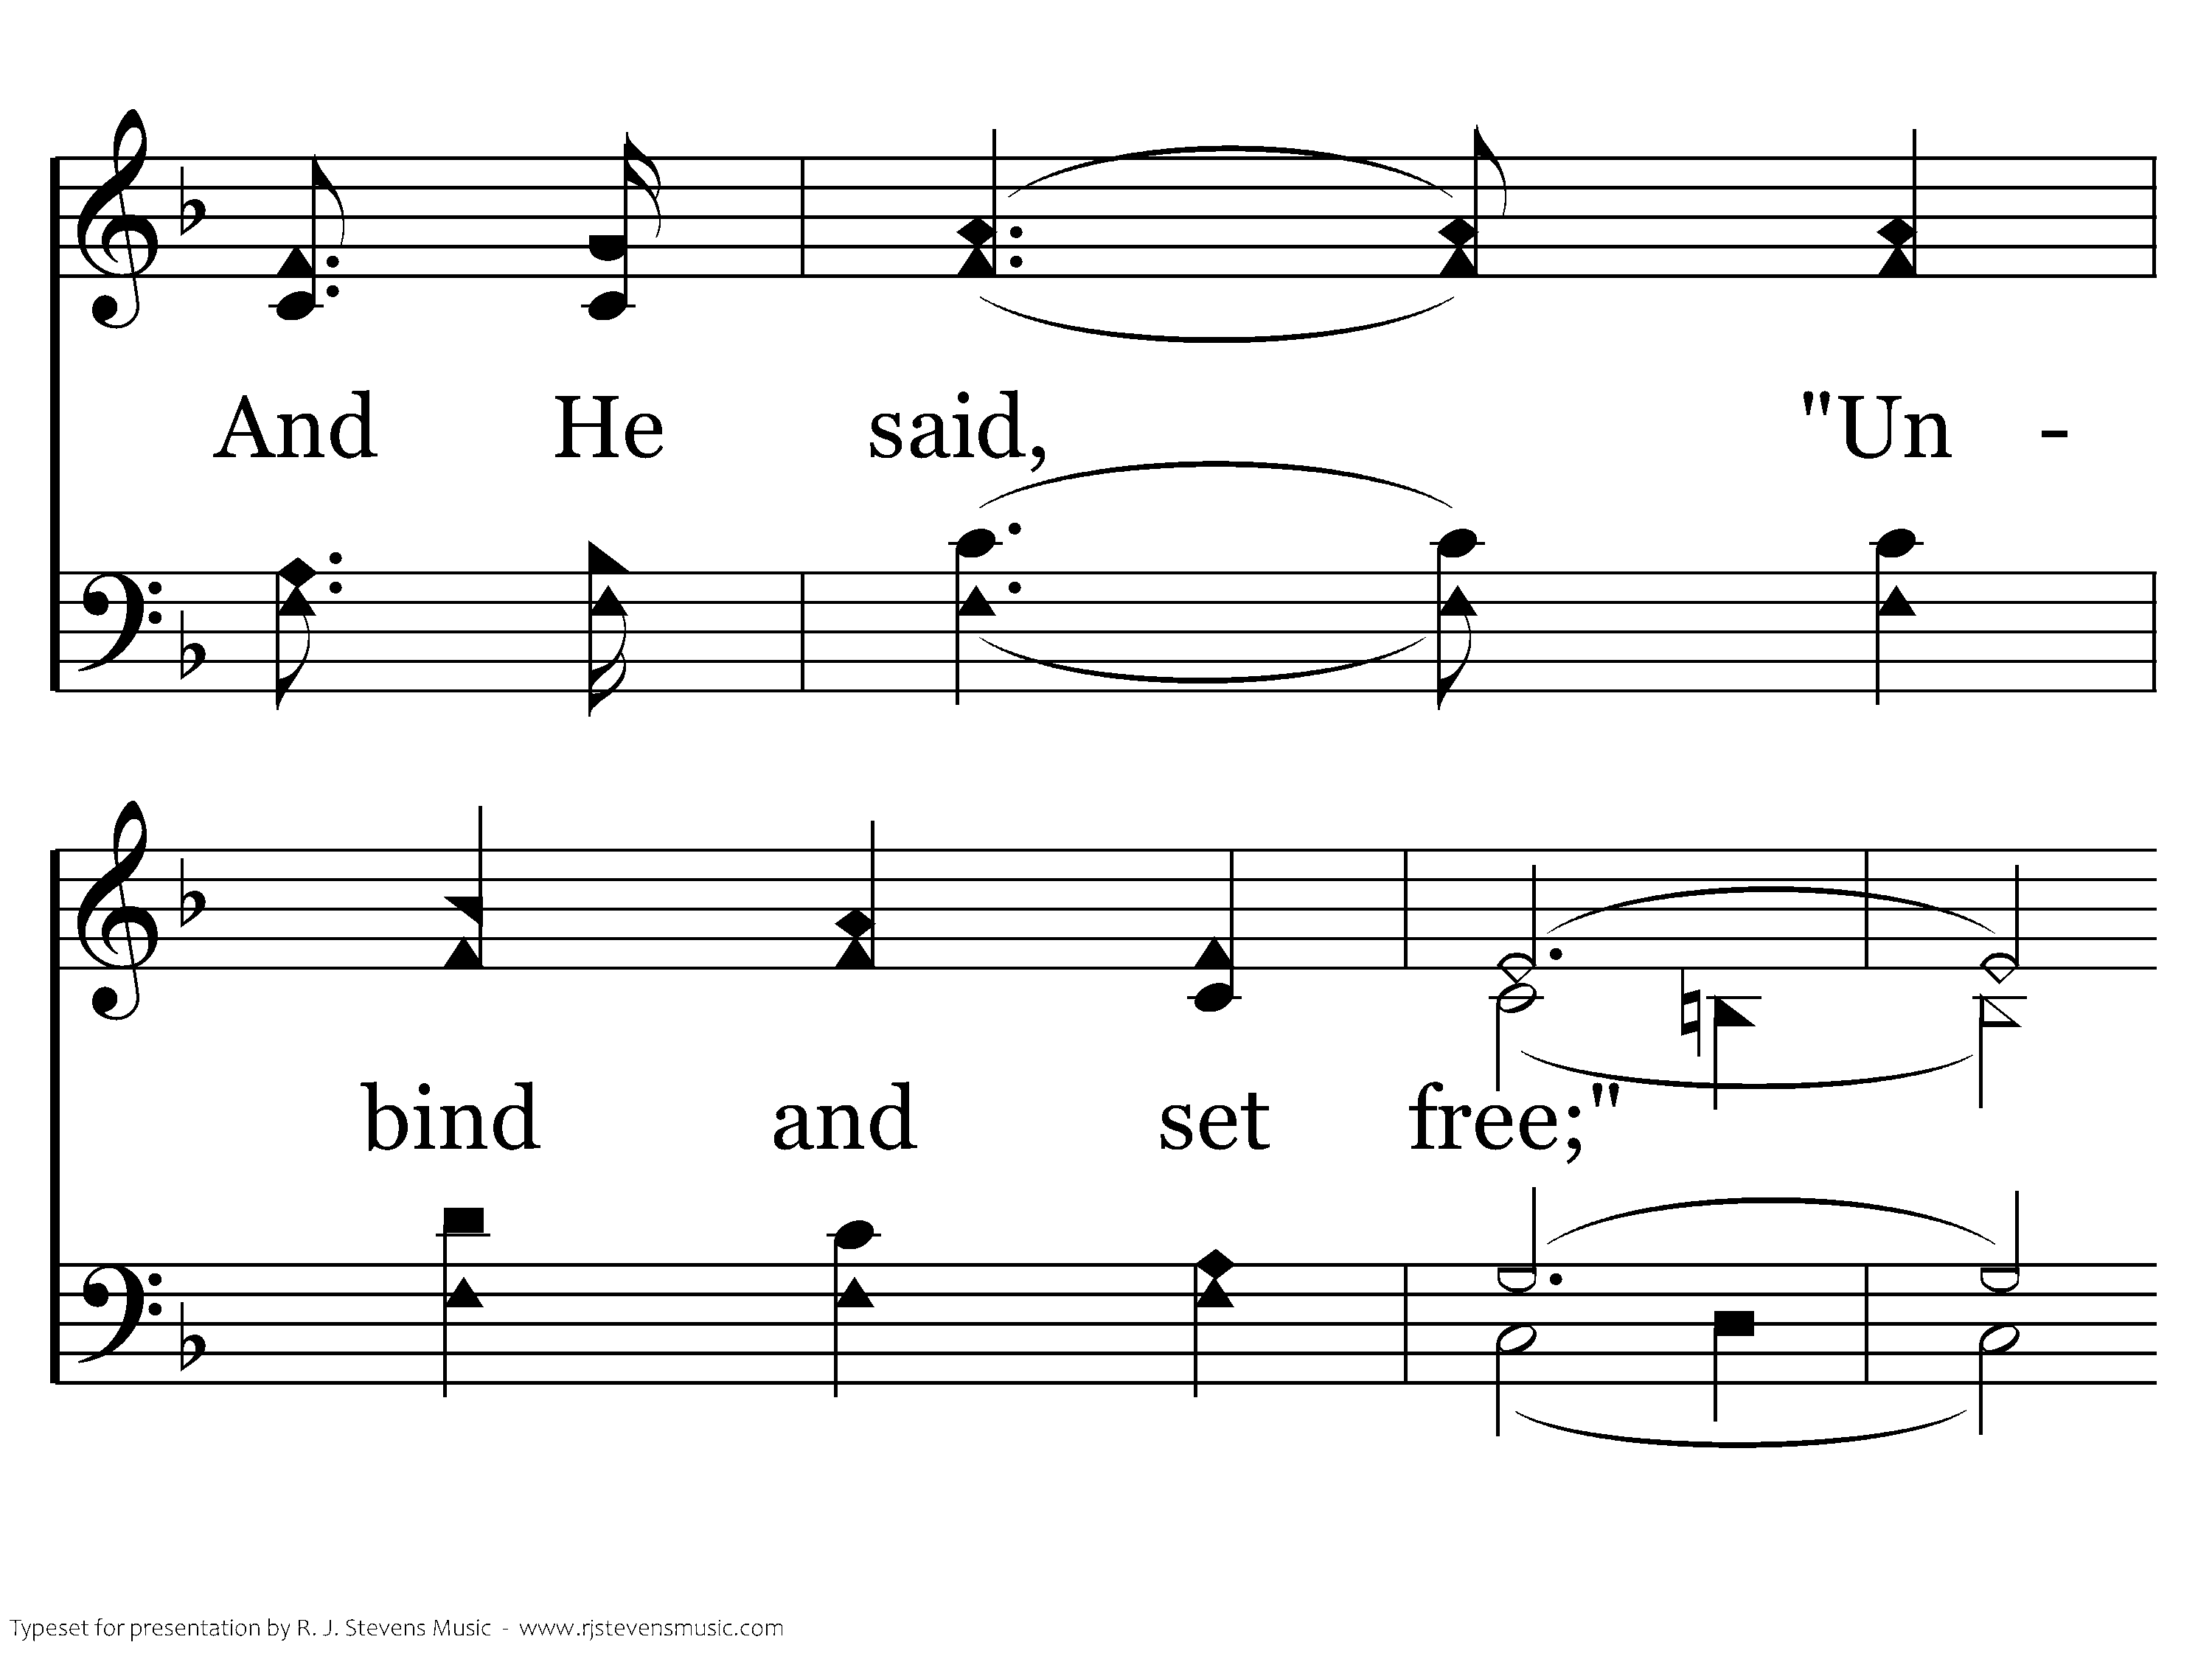 And He said, "Un -
bind and set free;"
Typeset for presentation by R. J. Stevens Music - www.rjstevensmusic.com